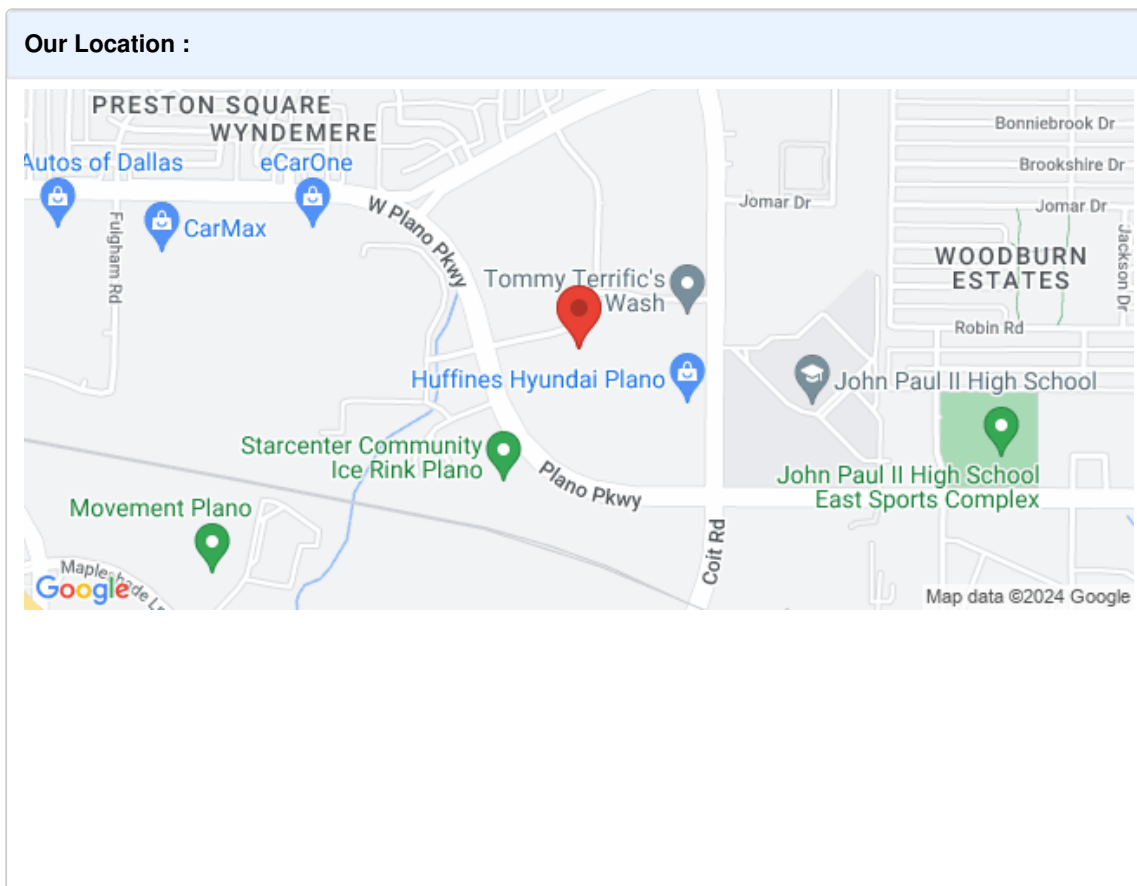 Our Location :
PRESTON SQUARE
WYNDEMERE
Bonniebrook Dr
Autos of Dallas
eCarOne
Brookshire Dr
W Plano Pkwy
Jomar Dr
Jomar Dr
Fulgham Rd
CarMax
Jackson Dr
WOODBURN
ESTATES
Tommy Terrific's
Wash
Robin Rd
Huffines Hyundai Plano
John Paul II High School
Starcenter Community
Ice Rink Plano
Plano Pkwy
John Paul II High School
East Sports Complex
Movement Plano
Coit Rd
Mapleshade Ln
Google
Map data ©2024 Google